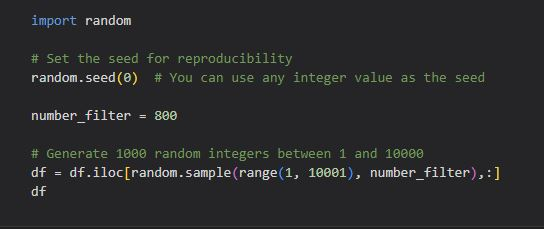 import random
# Set the seed for reproducibility
random.seed(0)  # You can use any integer value as the seed
number_filter = 800
# Generate 1000 random integers between 1 and 10000
df = df.iloc[random.sample(range(1, 10001), number_filter),:]
df